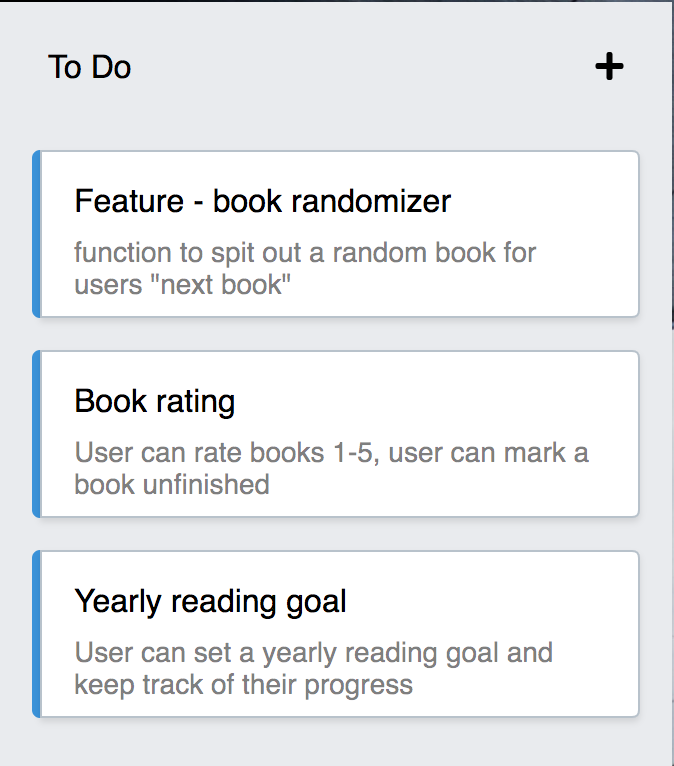 To Do
Feature - book randomizer
function to spit out a random book for
users "next book"
Book rating
User can rate books 1-5, user can mark a
book unfinished
Yearly reading goal
User can set a yearly reading goal and
keep track of their progress